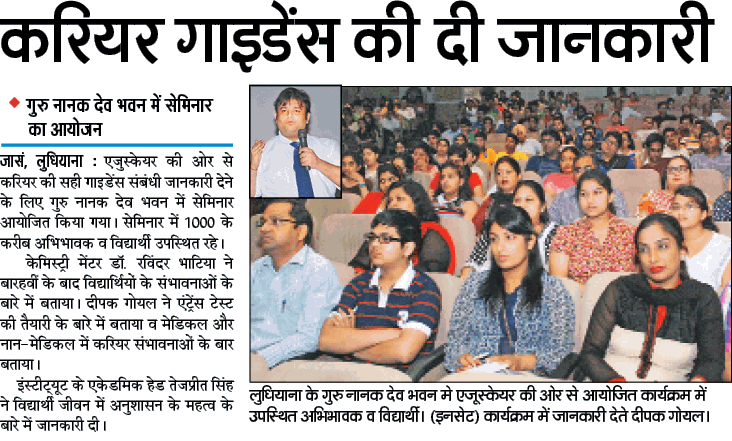 करियर गाइडेंस की दी जानकारी
गुरु नानक देव भवन में सेमिनार
का आयोजन
जासं, लुधियाना : एजुस्केयर की ओर से
करियर की सही गाइडेंस संबंधी जानकारी देने
के लिए गुरु नानक देव भवन में सेमिनार
आयोजित किया गया। सेमिनार में 1000 के
करीब अभिभावक व विद्यार्थी उपस्थित रहे।
केमिस्ट्री मेंटर डॉ. रविंदर भाटिया ने
बारहवीं के बाद विद्यार्थियों के संभावनाओं के
बारे में बताया। दीपक गोयल ने एंट्रेंस टेस्ट
की तैयारी के बारे में बताया व मेडिकल और
नान-मेडिकल में करियर संभावनाओं के बार
बताया।
इंस्टीट्यूट के एकेडमिक हेड तेजप्रीत सिंह
ने विद्यार्थी जीवन में अनुशासन के महत्व के
बारे में जानकारी दी।
लुधियाना के गुरु नानक देव भवन मे एजूस्केयर की ओर से आयोजित कार्यक्रम में
उपस्थित अभिभावक व विद्यार्थी। (इनसेट) कार्यक्रम में जानकारी देते दीपक गोयल।